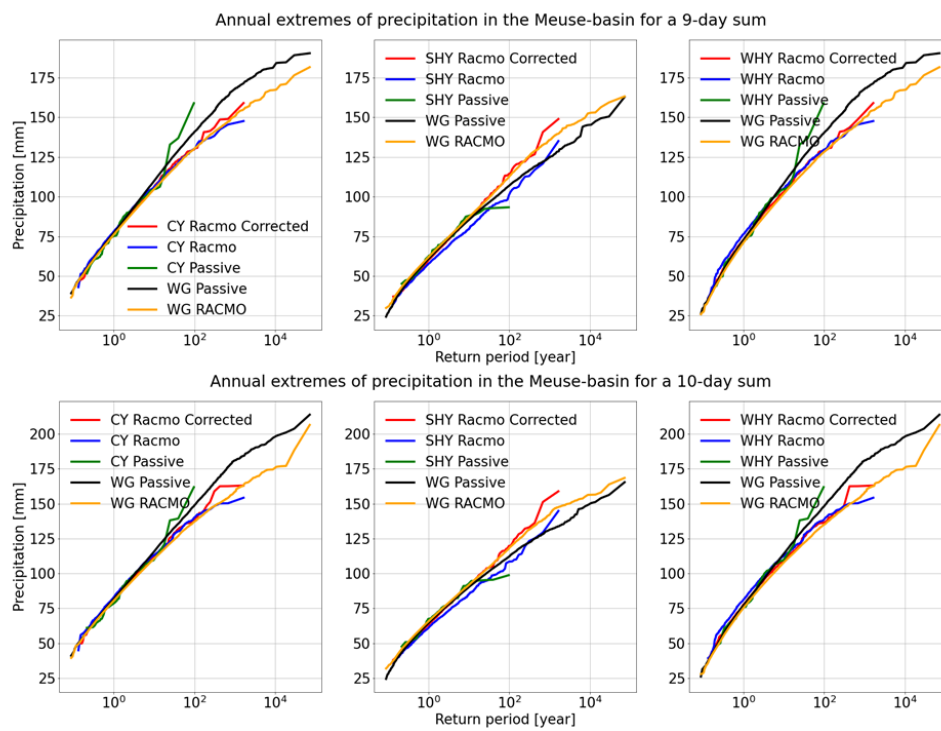 Annual extremes of precipitation in the Meuse-basin for a 9-day sum
Precipitation [mm]
175
150
125
100
75
50
25
CY Racmo Corrected
CY Racmo
CY Passive
WG Passive
WG RACMO
10^0
10^2
10^4
175
150
125
100
75
50
25
SHY Racmo Corrected
SHY Racmo
SHY Passive
WG Passive
WG RACMO
10^0
10^2
10^4
Return period [year]
175
150
125
100
75
50
25
WHY Racmo Corrected
WHY Racmo
WHY Passive
WG Passive
WG RACMO
10^0
10^2
10^4
Annual extremes of precipitation in the Meuse-basin for a 10-day sum
Precipitation [mm]
200
175
150
125
100
75
50
25
CY Racmo Corrected
CY Racmo
CY Passive
WG Passive
WG RACMO
10^0
10^2
10^4
200
175
150
125
100
75
50
25
SHY Racmo Corrected
SHY Racmo
SHY Passive
WG Passive
WG RACMO
10^0
10^2
10^4
Return period [year]
200
175
150
125
100
75
50
25
WHY Racmo Corrected
WHY Racmo
WHY Passive
WG Passive
WG RACMO
10^0
10^2
10^4